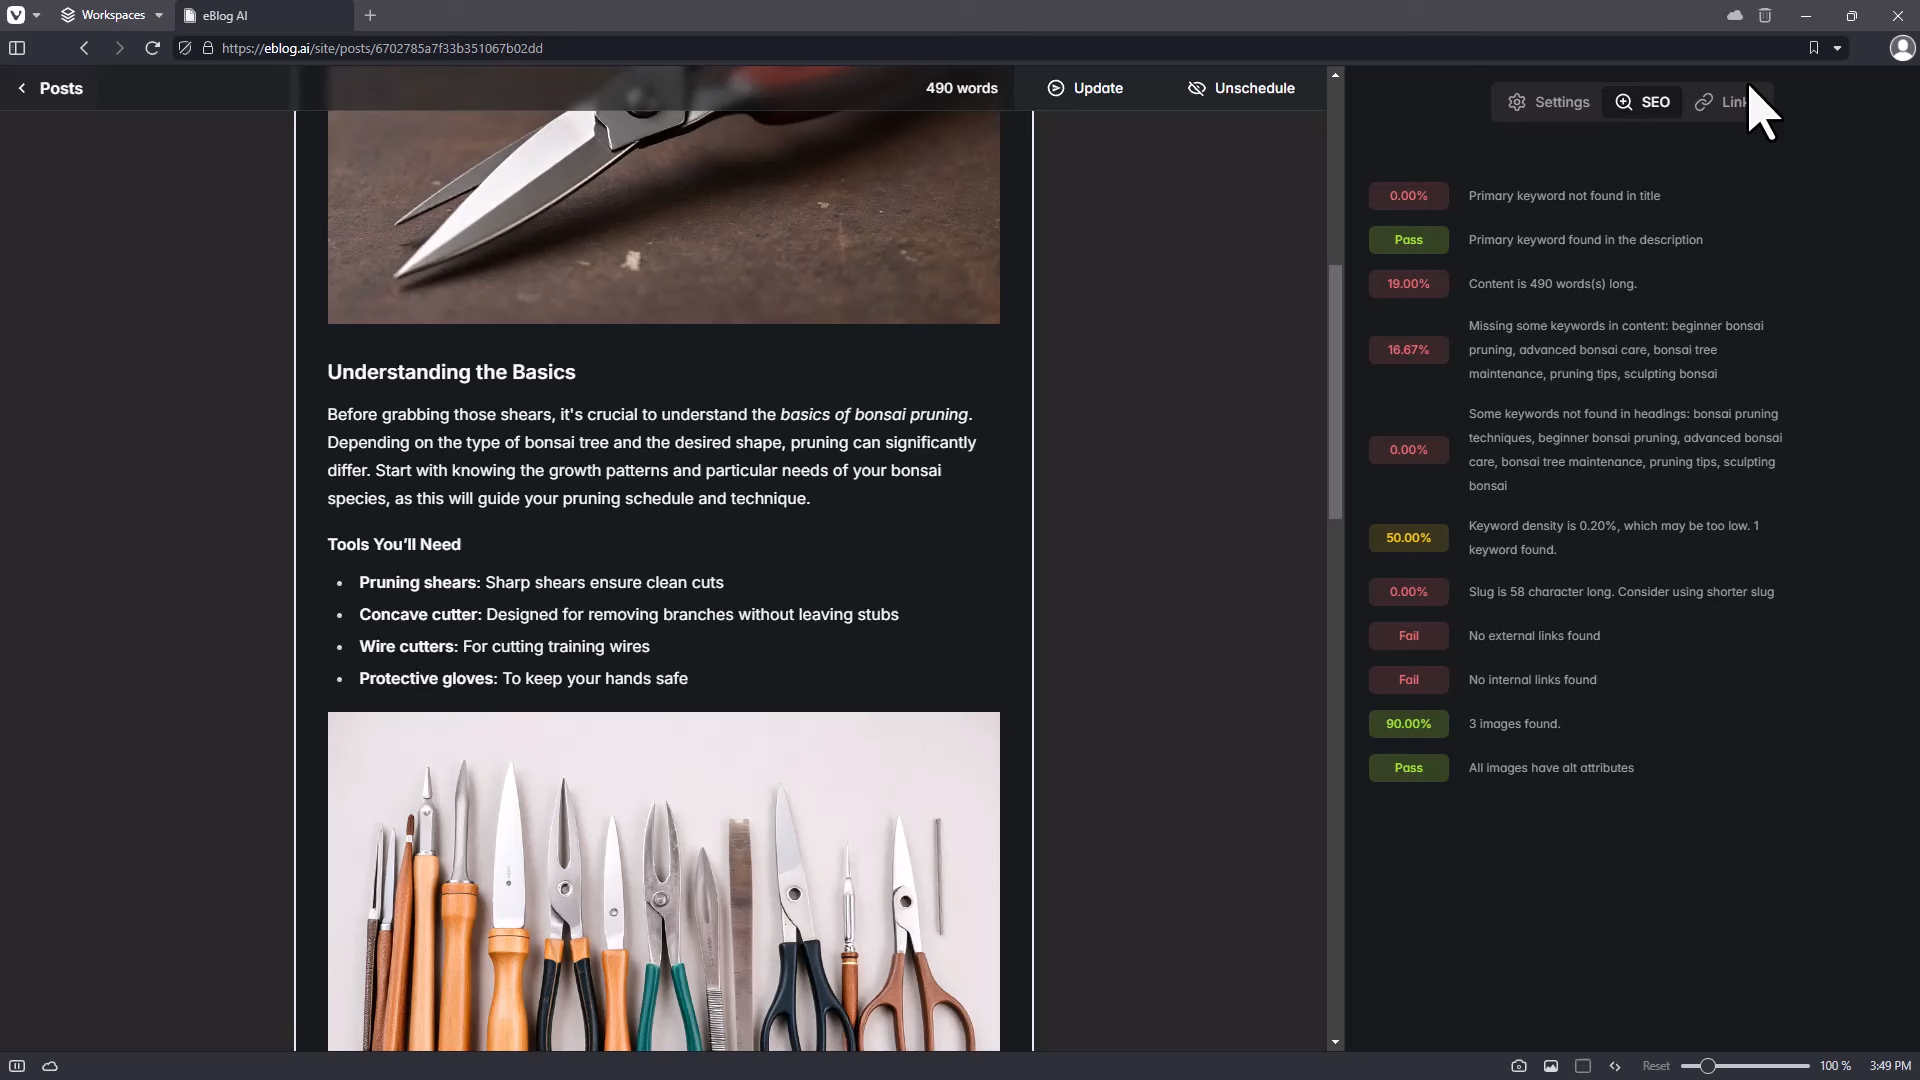 Workspaces
eBlog AI
https://eblog.ai/site/posts/6702785a7f33b351067b02dd
Posts
490 words
Update
Unschedule
Settings
SEO
0.00%
Primary keyword not found in title
Pass
Primary keyword found in the description
19.00%
Content is 490 words(s) long.
16.67%
Missing some keywords in content: beginner bonsai
pruning, advanced bonsai care, bonsai tree
maintenance, pruning tips, sculpting bonsai
0.00%
Some keywords not found in headings: bonsai pruning
techniques, beginner bonsai pruning, advanced bonsai
care, bonsai tree maintenance, pruning tips, sculpting
bonsai
50.00%
Keyword density is 0.20%, which may be too low. 1
keyword found.
0.00%
Slug is 58 character long. Consider using shorter slug
Fail
No external links found
Fail
No internal links found
90.00%
3 images found.
Pass
All images have alt attributes
Understanding the Basics
Before grabbing those shears, it's crucial to understand the basics of bonsai pruning.
Depending on the type of bonsai tree and the desired shape, pruning can significantly
differ. Start with knowing the growth patterns and particular needs of your bonsai
species, as this will guide your pruning schedule and technique.
Tools You'll Need
• Pruning shears: Sharp shears ensure clean cuts
• Concave cutter: Designed for removing branches without leaving stubs
• Wire cutters: For cutting training wires
• Protective gloves: To keep your hands safe
Reset
100 %
3:49 PM